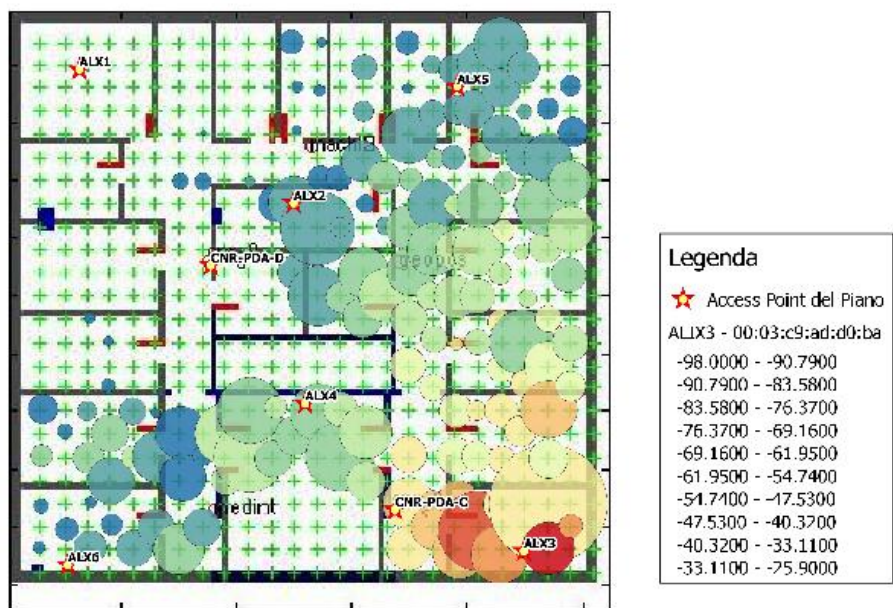 ALX1
ALX5
gnachi9
ALX2
CNR-PDA-D
geopós
ALX4
CNR-PDA-C
qmedint
ALX3
ALX6
Legenda
Access Point del Piano
ALIX3 - 00:03:c9:ad:d0:ba
-98.0000 - -90.7900
-90.7900 - -83.5800
-83.5800 - -76.3700
-76.3700 - -69.1600
-69.1600 - -61.9500
-61.9500 - -54.7400
-54.7400 - -47.5300
-47.5300 - -40.3200
-40.3200 - -33.1100
-33.1100 - -25.9000